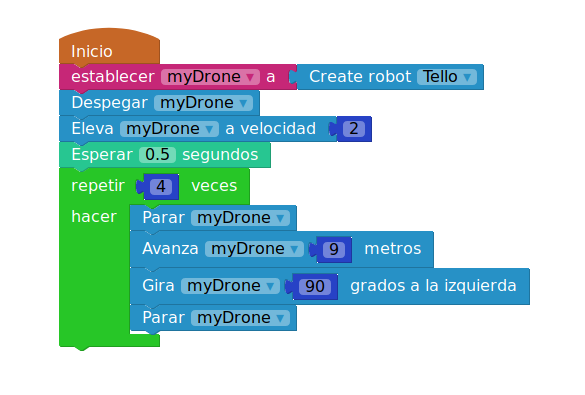 Inicio
establecer myDrone a Create robot Tello
Despegar myDrone
Eleva myDrone a velocidad 2
Esperar 0.5 segundos
repetir 4 veces
hacer Parar myDrone
Avanza myDrone 9 metros
Gira myDrone 90 grados a la izquierda
Parar myDrone